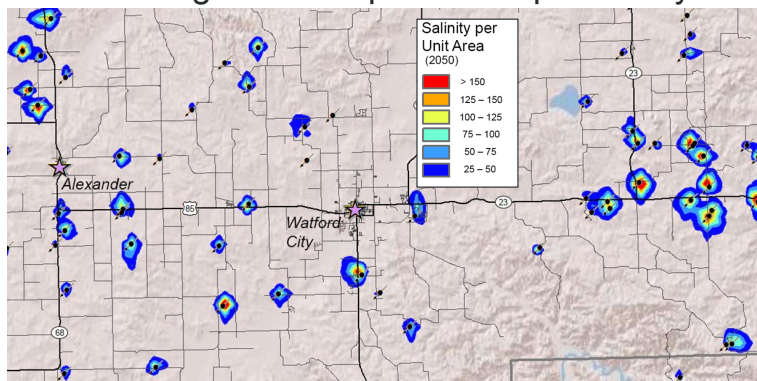 Salinity per
Unit Area
(2050)
> 150
125 – 150
100 – 125
75 – 100
50 – 75
25 – 50
23
Alexander
85
Watford
City
23
68